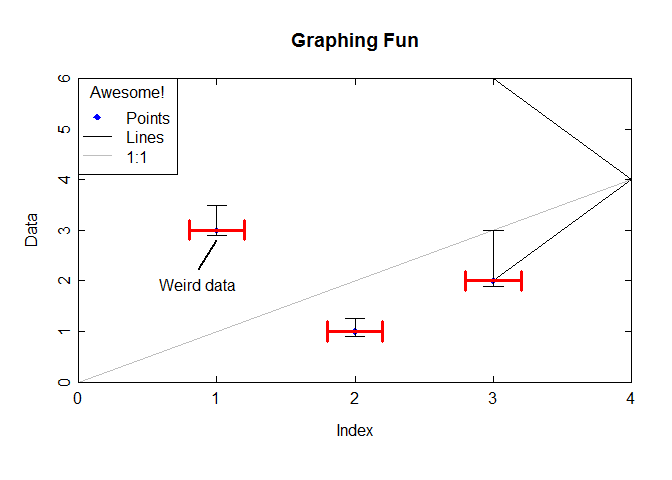 Graphing Fun
Awesome!
Points
Lines
1:1
Weird data
Data
0
1
2
3
4
5
6
0 1 2 3 4
Index